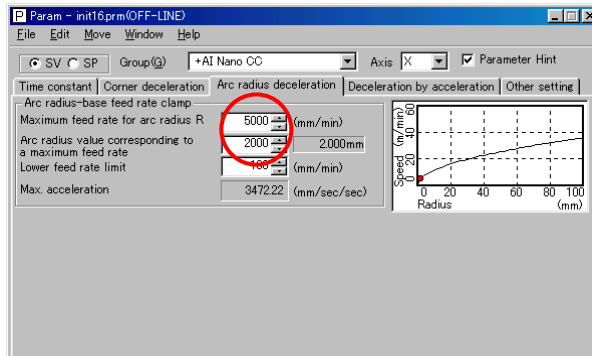 Param - init16.prm(OFF-LINE)
File Edit Move Window Help
SV SP Group(G) +AI Nano CC Axis X Parameter Hint
Time constant Corner deceleration Arc radius deceleration Deceleration by acceleration Other setting
Arc radius-base feed rate clamp
Maximum feed rate for arc radius R 5000 (mm/min)
Arc radius value corresponding to
a maximum feed rate 2000 2.000mm
Lower feed rate limit 100 (mm/min)
Max. acceleration 3472.22 (mm/sec/sec)
Speed (m/min)
0 20 40 60
0 20 40 60 80 100
Radius (mm)